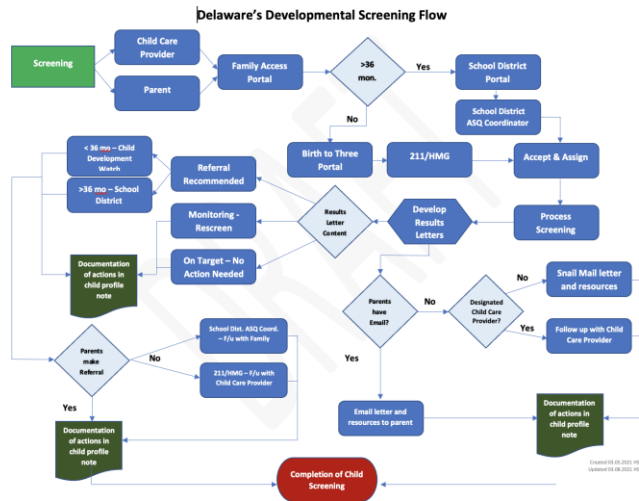 Delaware's Developmental Screening Flow
Screening
Child Care
Provider
Parent
Family Access
Portal
>36
mon.
Yes
School District
Portal
School District
ASQ Coordinator
No
Birth to Three
Portal
211/HMG
Accept & Assign
< 36 mo – Child
Development
Watch
>36 mo – School
District
Referral
Recommended
Monitoring -
Rescreen
On Target – No
Action Needed
Results
Letter
Content
Develop
Results
Letters
Process
Screening
Documentation
of actions in
child profile
note
Parents
have
Email?
No
Designated
Child Care
Provider?
No
Snail Mail letter
and resources
Yes
Follow up with Child
Care Provider
Parents
make
Referral
No
School Dist. ASQ Coord.
– F/u with Family
211/HMG – F/u with
Child Care Provider
Yes
Yes
Email letter and
resources to parent
Documentation
of actions in
child profile
note
Documentation
of actions in
child profile
note
Completion of Child
Screening
DRAFT